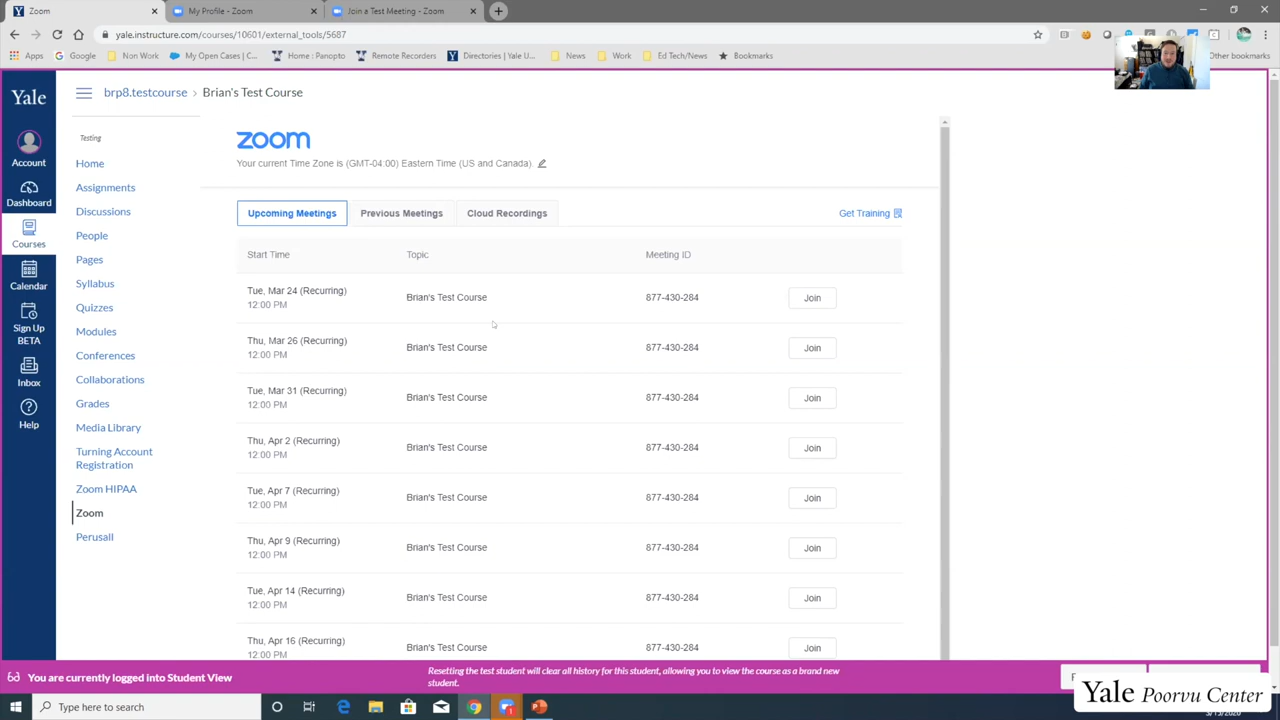 Zoom
My Profile - Zoom
Join a Test Meeting - Zoom
yale.instructure.com/courses/10601/external_tools/5687
Apps
Google
Non Work
My Open Cases | C...
Home : Panopto
Remote Recorders
Directories | Yale U...
News
Work
Ed Tech/News
Bookmarks
Other bookmarks
Yale
brp8.testcourse > Brian's Test Course
Account
Dashboard
Courses
Calendar
Sign Up
BETA
Inbox
Help
Testing
Home
Assignments
Discussions
People
Pages
Syllabus
Quizzes
Modules
Conferences
Collaborations
Grades
Media Library
Turning Account
Registration
Zoom HIPAA
Zoom
Perusall
zoom
Your current Time Zone is (GMT-04:00) Eastern Time (US and Canada)
Upcoming Meetings Previous Meetings Cloud Recordings Get Training
Start Time Topic Meeting ID
Tue, Mar 24 (Recurring)
12:00 PM
Brian's Test Course 877-430-284 Join
Thu, Mar 26 (Recurring)
12:00 PM
Brian's Test Course 877-430-284 Join
Tue, Mar 31 (Recurring)
12:00 PM
Brian's Test Course 877-430-284 Join
Thu, Apr 2 (Recurring)
12:00 PM
Brian's Test Course 877-430-284 Join
Tue, Apr 7 (Recurring)
12:00 PM
Brian's Test Course 877-430-284 Join
Thu, Apr 9 (Recurring)
12:00 PM
Brian's Test Course 877-430-284 Join
Tue, Apr 14 (Recurring)
12:00 PM
Brian's Test Course 877-430-284 Join
Thu, Apr 16 (Recurring)
12:00 PM
Brian's Test Course 877-430-284 Join
You are currently logged into Student View
Resetting the test student will clear all history for this student, allowing you to view the course as a brand new
student.
Yale Poorvu Center
Type here to search